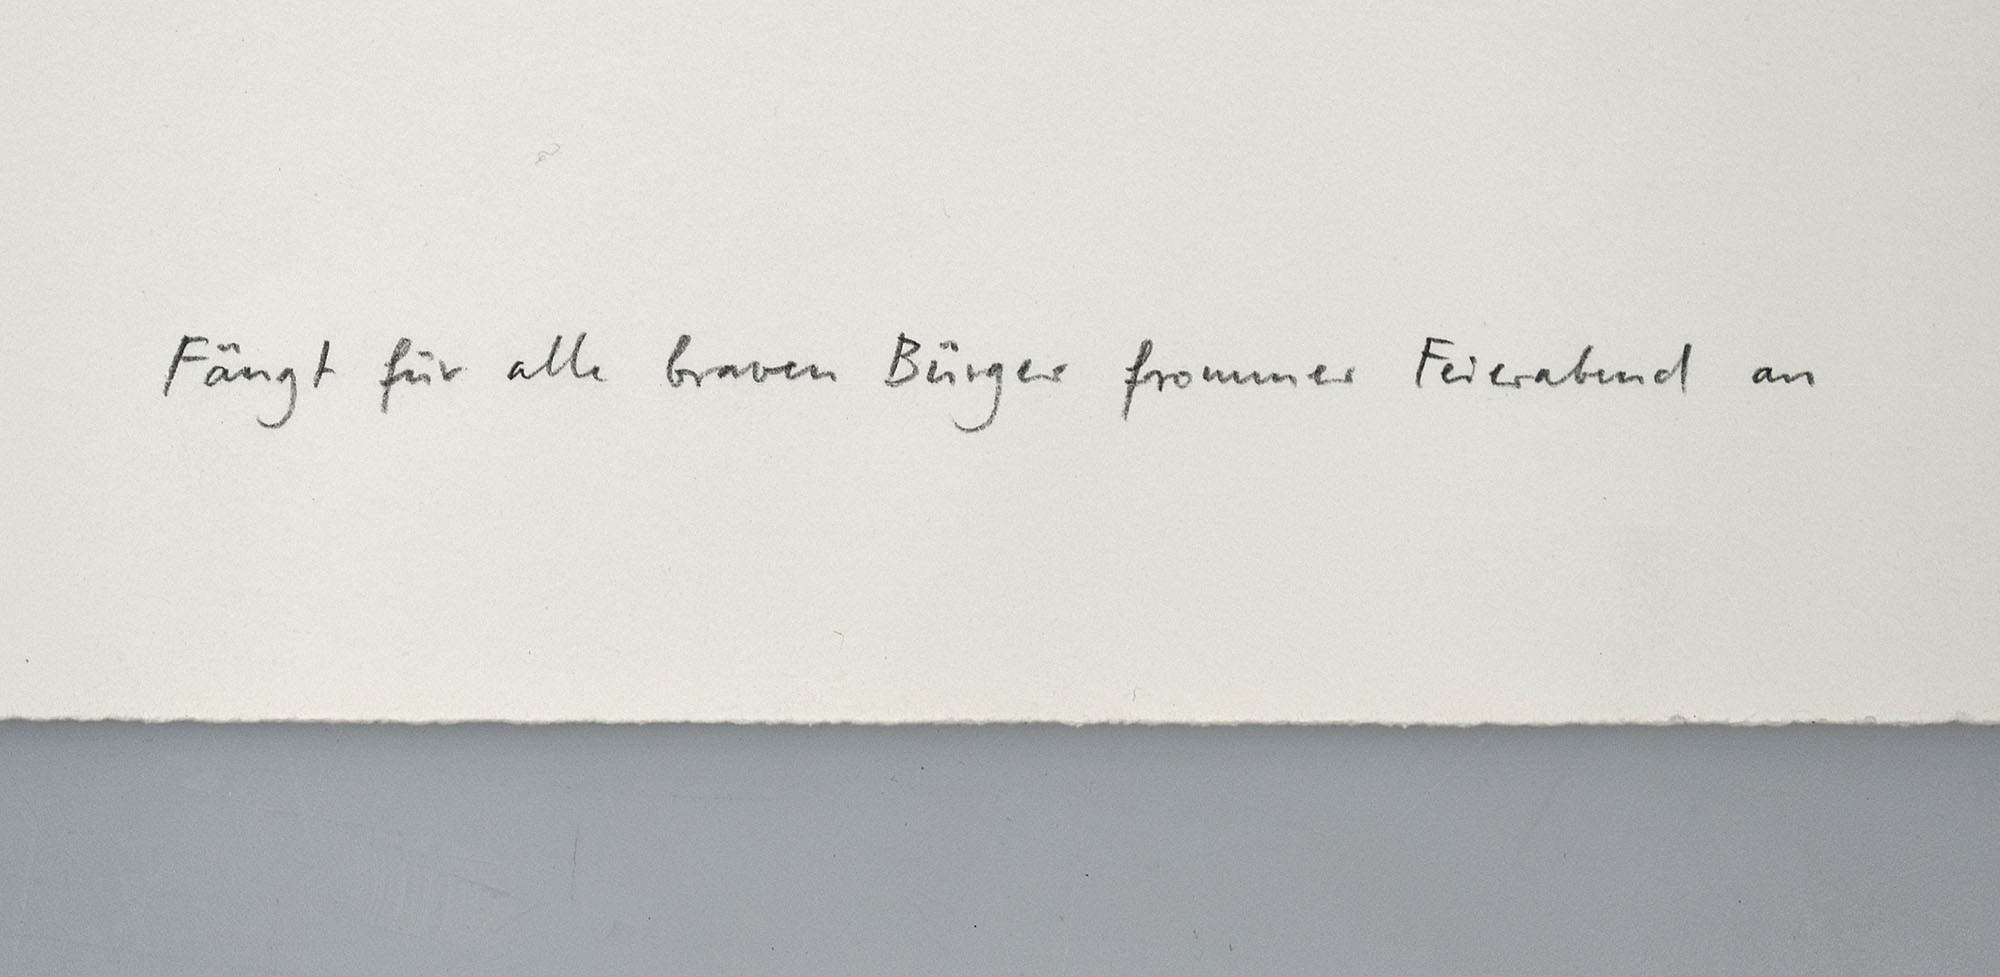 Fängt für alle braven Bürger frommer Feierabend an